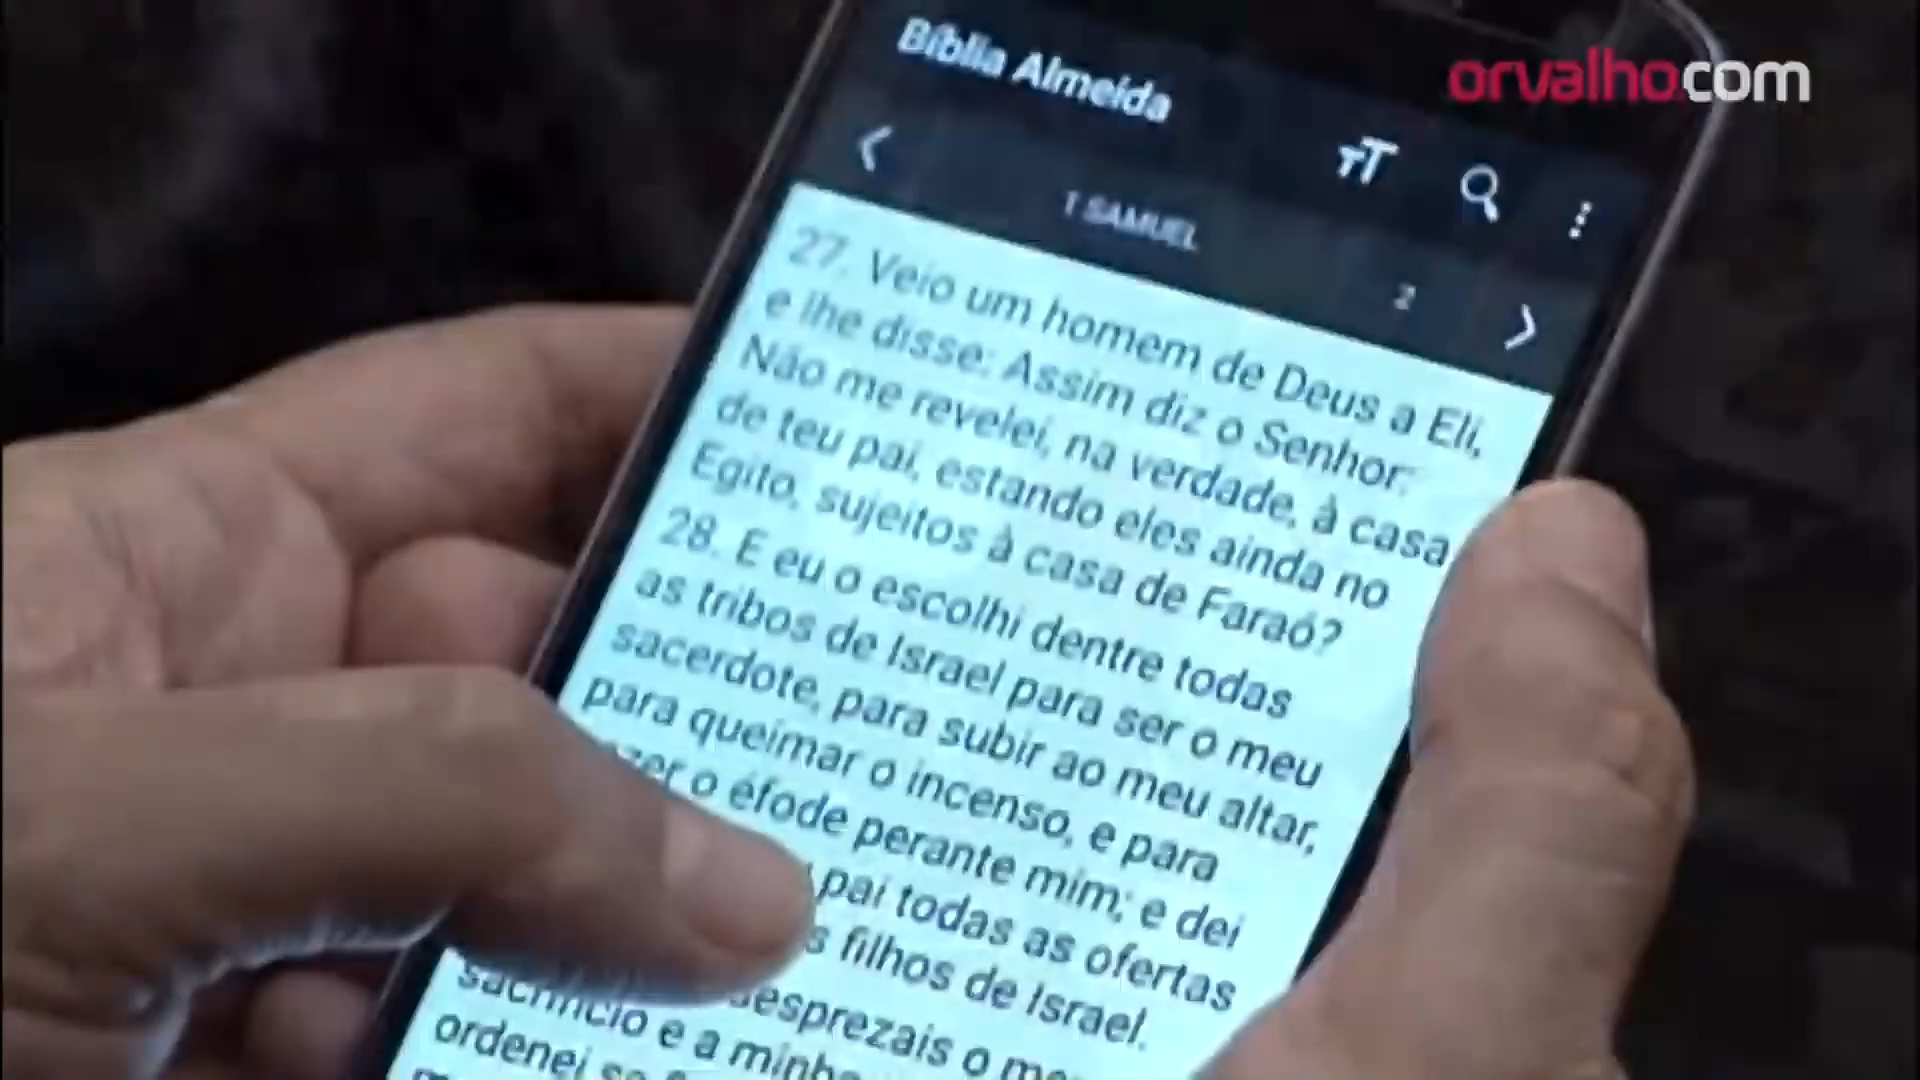 orvalho.com
Bíblia Almeida
1 SAMUEL
2
27. Veio um homem de Deus a Eli,
e lhe disse: Assim diz o Senhor:
Não me revelei, na verdade, à casa
de teu pai, estando eles ainda no
Egito, sujeitos à casa de Faraó?
28. E eu o escolhi dentre todas
as tribos de Israel para ser o meu
sacerdote, para subir ao meu altar,
para queimar o incenso, e para
o éfode perante mim; e dei
pai todas as ofertas
filhos de Israel.
desprezais o
sacrifício e a minha
ordenei